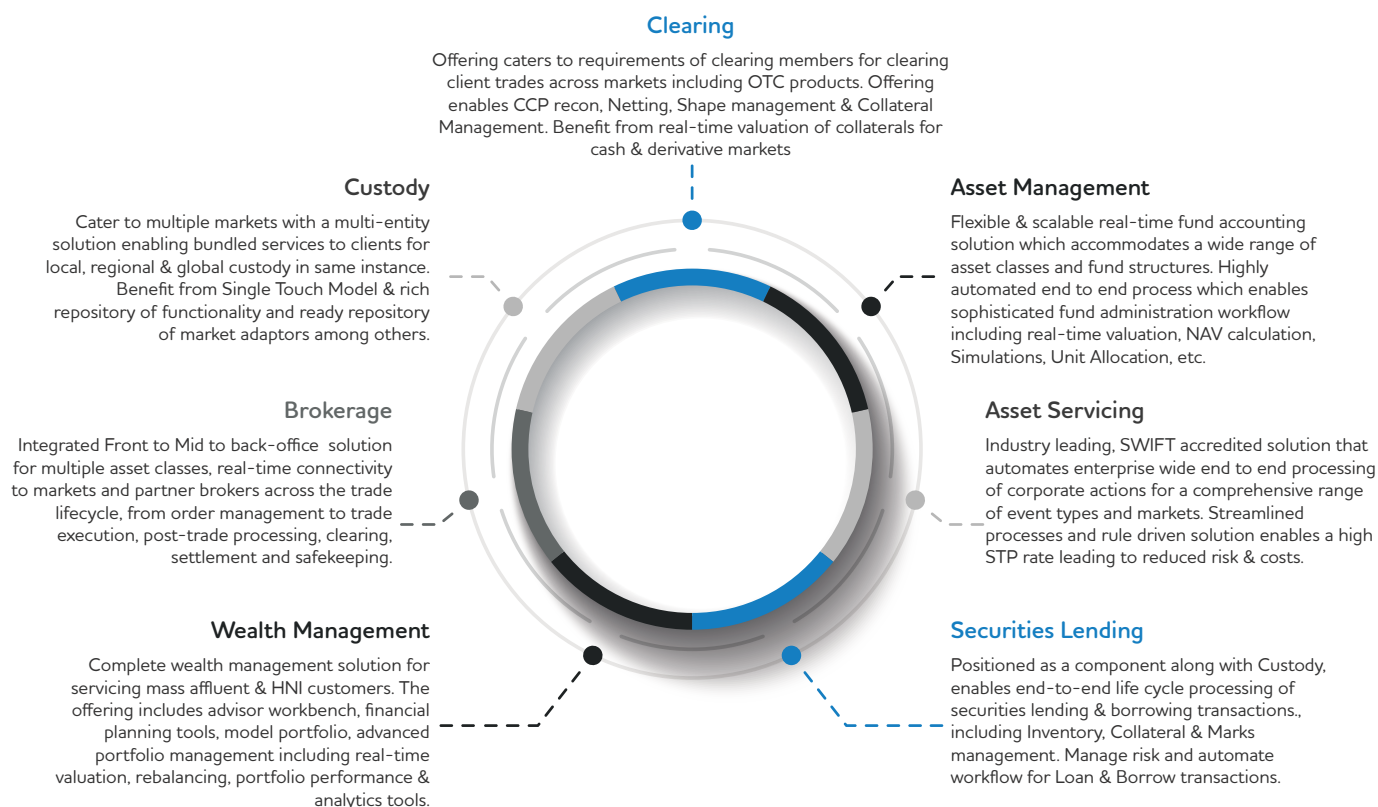 Clearing
Offering caters to requirements of clearing members for clearing
client trades across markets including OTC products. Offering
enables CCP recon, Netting, Shape management & Collateral
Management. Benefit from real-time valuation of collaterals for
cash & derivative markets
Custody
Cater to multiple markets with a multi-entity
solution enabling bundled services to clients for
local, regional & global custody in same instance.
Benefit from Single Touch Model & rich
repository of functionality and ready repository
of market adaptors among others.
Asset Management
Flexible & scalable real-time fund accounting
solution which accommodates a wide range of
asset classes and fund structures. Highly
automated end to end process which enables
sophisticated fund administration workflow
including real-time valuation, NAV calculation,
Simulations, Unit Allocation, etc.
Brokerage
Integrated Front to Mid to back-office solution
for multiple asset classes, real-time connectivity
to markets and partner brokers across the trade
lifecycle, from order management to trade
execution, post-trade processing, clearing,
settlement and safekeeping.
Asset Servicing
Industry leading, SWIFT accredited solution that
automates enterprise wide end to end processing
of corporate actions for a comprehensive range
of event types and markets. Streamlined
processes and rule driven solution enables a high
STP rate leading to reduced risk & costs.
Wealth Management
Complete wealth management solution for
servicing mass affluent & HNI customers. The
offering includes advisor workbench, financial
planning tools, model portfolio, advanced
portfolio management including real-time
valuation, rebalancing, portfolio performance &
analytics tools.
Securities Lending
Positioned as a component along with Custody,
enables end-to-end life cycle processing of
securities lending & borrowing transactions.,
including Inventory, Collateral & Marks
management. Manage risk and automate
workflow for Loan & Borrow transactions.